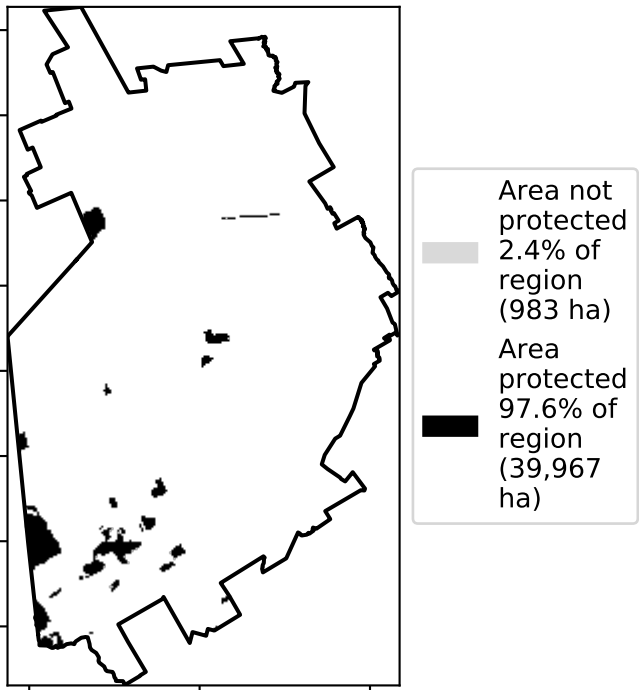 Area not
protected
2.4% of
region
(983 ha)
Area
protected
97.6% of
region
(39,967
ha)